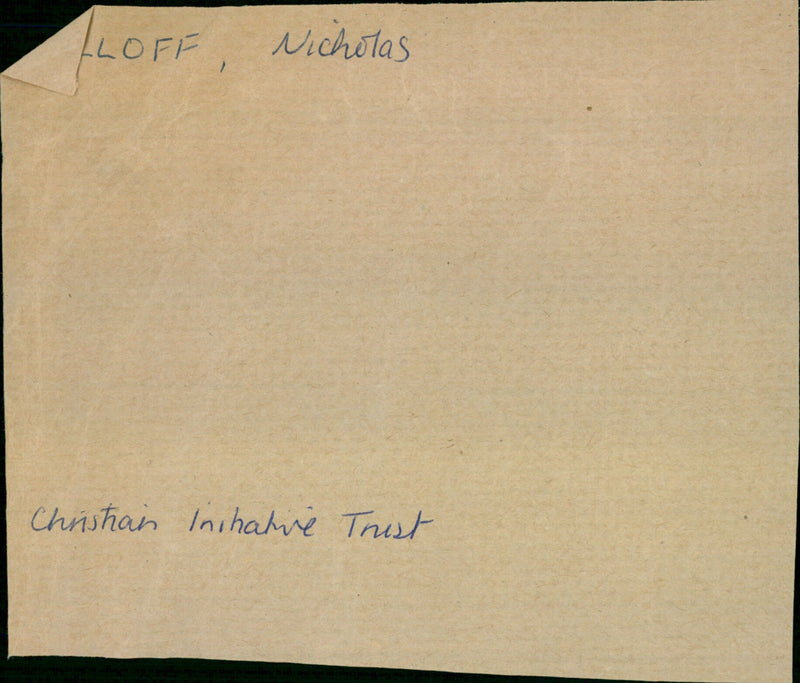 LLOFF, Nicholas
Christian Initiative Trust